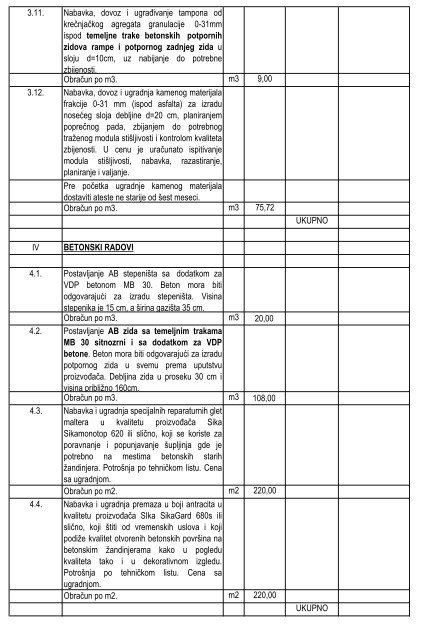 3.11. Nabavka, dovoz i ugrađivanje tampona od
krečnjačkog agregata granulacije 0-31mm
ispod temeljne trake betonskih potpornih
zidova rampe i potpornog zadnjeg zida u
sloju d=10cm, uz nabijanje do potrebne
zbijenosti.
Obračun po m3. m3 9,00
3.12. Nabavka, dovoz i ugradnja kamenog materijala
frakcije 0-31 mm (ispod asfalta) za izradu
nosećeg sloja debljine d=20 cm, planiranjem
poprečnog pada, zbijanjem do potrebnog
traženog modula stišljivosti i kontrolom kvaliteta
zbijenosti. U cenu je uračunato ispitivanje
modula stišljivosti, nabavka, razastiranje,
planiranje i valjanje.
Pre početka ugradnje kamenog materijala
dostaviti ateste ne starije od šest meseci.
Obračun po m3. m3 75,72
UKUPNO
IV BETONSKI RADOVI
4.1. Postavljanje AB stepeništa sa dodatkom za
VDP betonom MB 30. Beton mora biti
odgovarajući za izradu stepeništa. Visina
stepenika je 15 cm, a širina gazišta 35 cm.
Obračun po m3. m3 20,00
4.2. Postavljanje AB zida sa temeljnim trakama
MB 30 sitnozrni i sa dodatkom za VDP
betone. Beton mora biti odgovarajući za izradu
potpornog zida u svemu prema uputstvu
proizvođača. Debljina zida u proseku 30 cm i
visina približno 160cm.
Obračun po m3. m3 108,00
4.3. Nabavka i ugradnja specijalnih reparaturnih glet
maltera u kvalitetu proizvođača Sika
Sikamonotop 620 ili slično, koji se koriste za
poravnanje i popunjavanje šupljina gde je
potrebno na mestima betonskih starih
žandinjera. Potrošnja po tehničkom listu. Cena
sa ugradnjom.
Obračun po m2. m2 220,00
4.4. Nabavka i ugradnja premaza u boji antracita u
kvalitetu proizvođača SIka SikaGard 680s ili
slično, koji štiti od vremenskih uslova i koji
podiže kvalitet otvorenih betonskih površina na
betonskim žandinjerama kako u pogledu
kvaliteta tako i u dekorativnom izgledu.
Potrošnja po tehničkom listu. Cena sa
ugradnjom.
Obračun po m2. m2 220,00
UKUPNO